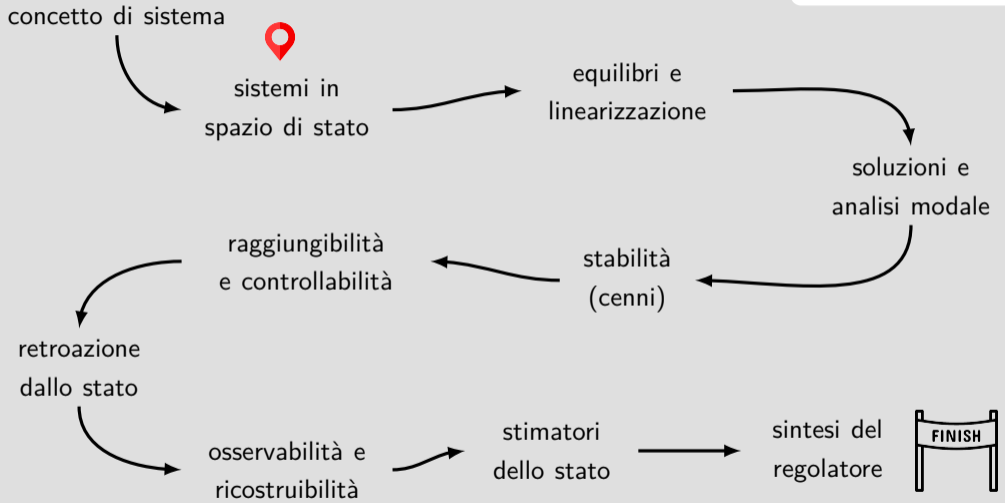 concetto di sistema
sistemi in
spazio di stato
equilibri e
linearizzazione
soluzioni e
analisi modale
stabilità
(cenni)
raggiungibilità
e controllabilità
retroazione
dallo stato
osservabilità e
ricostruibilità
stimatori
dello stato
sintesi del
regolatore
FINISH